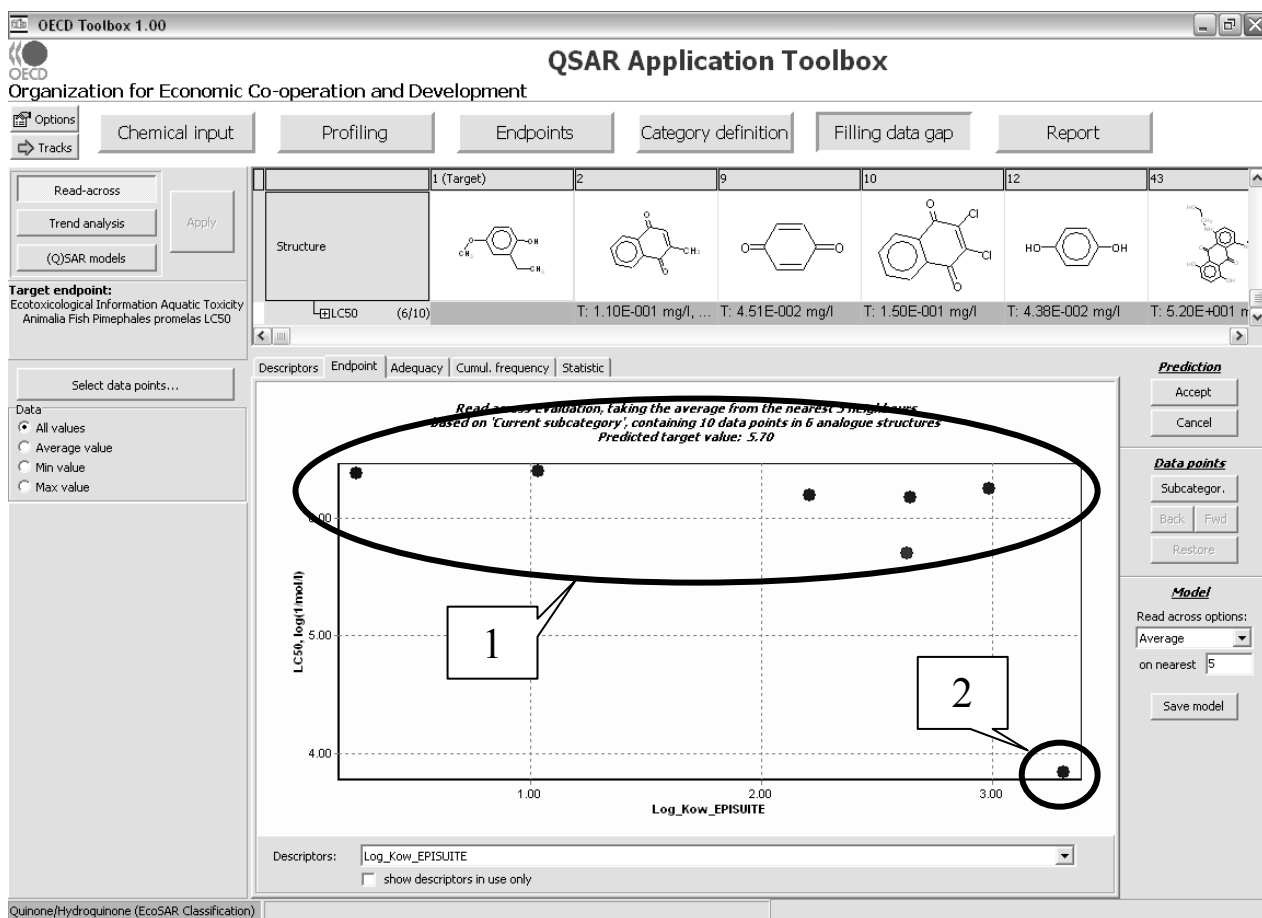 OECD Toolbox 1.00
OECD
QSAR Application Toolbox
Organization for Economic Co-operation and Development
Options
Tracks
Chemical input
Profiling
Endpoints
Category definition
Filling data gap
Report
Read-across
Trend analysis
(Q)SAR models
Apply
Target endpoint:
Ecotoxicological Information Aquatic Toxicity
Animalia Fish Pimephales promelas LC50
1 (Target) 2 9 10 12 43
Structure
LC50 (6/10) T: 1.10E-001 mg/l, ... T: 4.51E-002 mg/l T: 1.50E-001 mg/l T: 4.38E-002 mg/l T: 5.20E+001
Select data points...
Data
All values
Average value
Min value
Max value
Descriptors Endpoint Adequacy Cumul. frequency Statistic
Read across evaluation, taking the average from the nearest 5 neighbours
based on 'Current subcategory', containing 10 data points in 6 analogue structures
Predicted target value: 5.70
LC50, log(1/mol/l)
5.00
4.00
1.00 2.00 3.00
Log_Kow_EPISUITE
1
2
Descriptors: Log_Kow_EPISUITE
show descriptors in use only
Prediction
Accept
Cancel
Data points
Subcategor.
Back Fwd
Restore
Model
Read across options:
Average
on nearest 5
Save model
Quinone/Hydroquinone (EcoSAR Classification)